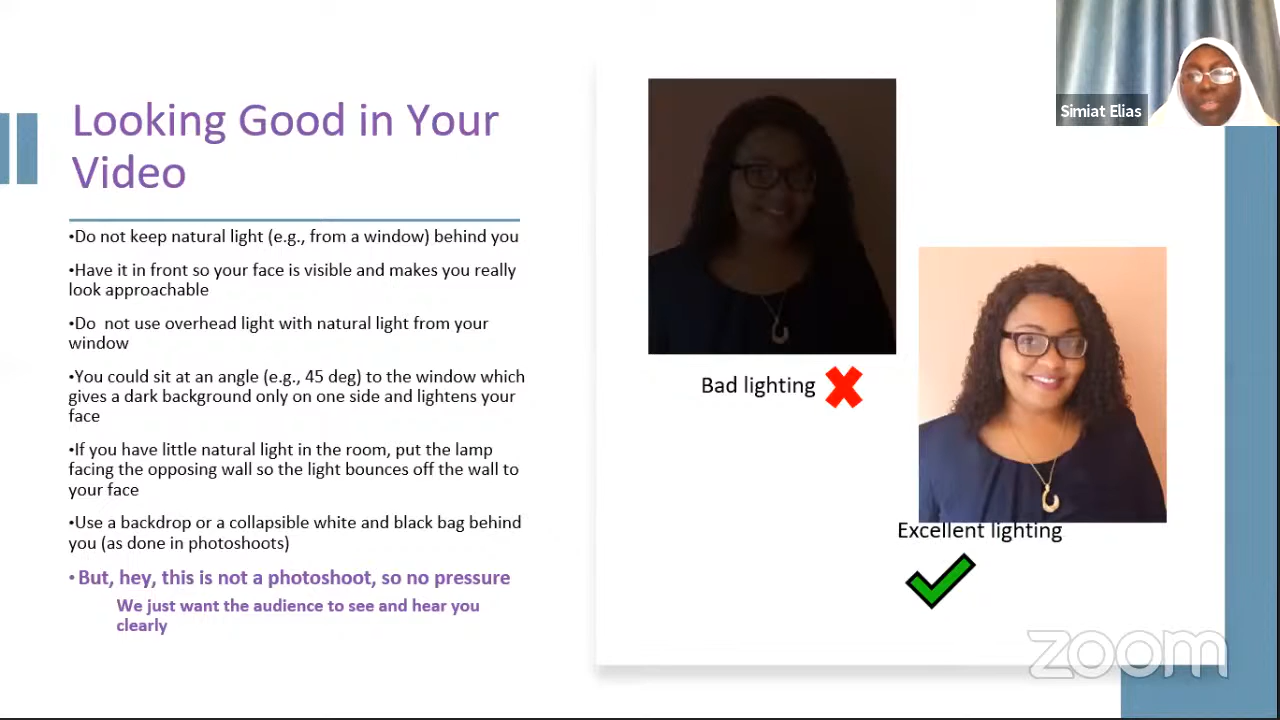 Looking Good in Your
Video
•Do not keep natural light (e.g., from a window) behind you
•Have it in front so your face is visible and makes you really
look approachable
•Do  not use overhead light with natural light from your
window
•You could sit at an angle (e.g., 45 deg) to the window which
gives a dark background only on one side and lightens your
face
•If you have little natural light in the room, put the lamp
facing the opposing wall so the light bounces off the wall to
your face
•Use a backdrop or a collapsible white and black bag behind
you (as done in photoshoots)
• But, hey, this is not a photoshoot, so no pressure
We just want the audience to see and hear you
clearly
Bad lighting
Excellent lighting
Simiat Elias
zoom